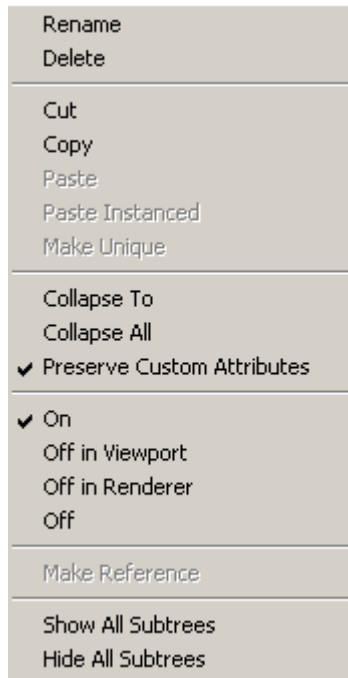 Rename
Delete
Cut
Copy
Paste
Paste Instanced
Make Unique
Collapse To
Collapse All
Preserve Custom Attributes
On
Off in Viewport
Off in Renderer
Off
Make Reference
Show All Subtrees
Hide All Subtrees